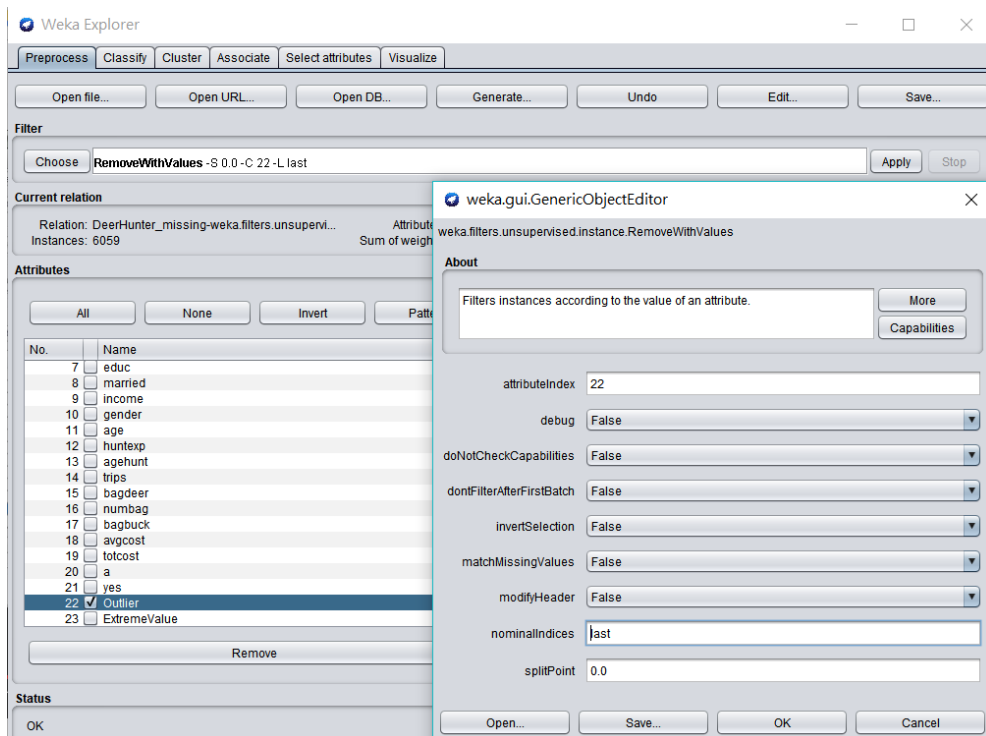 Weka Explorer
Preprocess Classify Cluster Associate Select attributes Visualize
Open file... Open URL... Open DB... Generate... Undo Edit... Save...
Filter
Choose RemoveWithValues -S 0.0 -C 22 -L last Apply Stop
Current relation
Relation: DeerHunter_missing-weka.filters.unsupervi... Attribute
Instances: 6059 Sum of weigh
Attributes
All None Invert Patte
No. Name
7 educ
8 married
9 income
10 gender
11 age
12 huntexp
13 agehunt
14 trips
15 bagdeer
16 numbag
17 bagbuck
18 avgcost
19 totcost
20 a
21 yes
22 Outlier
23 ExtremeValue
Remove
Status
OK
weka.gui.GenericObjectEditor
weka.filters.unsupervised.instance.RemoveWithValues
About
Filters instances according to the value of an attribute. More
Capabilities
attributeIndex 22
debug False
doNotCheckCapabilities False
dontFilterAfterFirstBatch False
invertSelection False
matchMissingValues False
modifyHeader False
nominalIndices last
splitPoint 0.0
Open... Save... OK Cancel